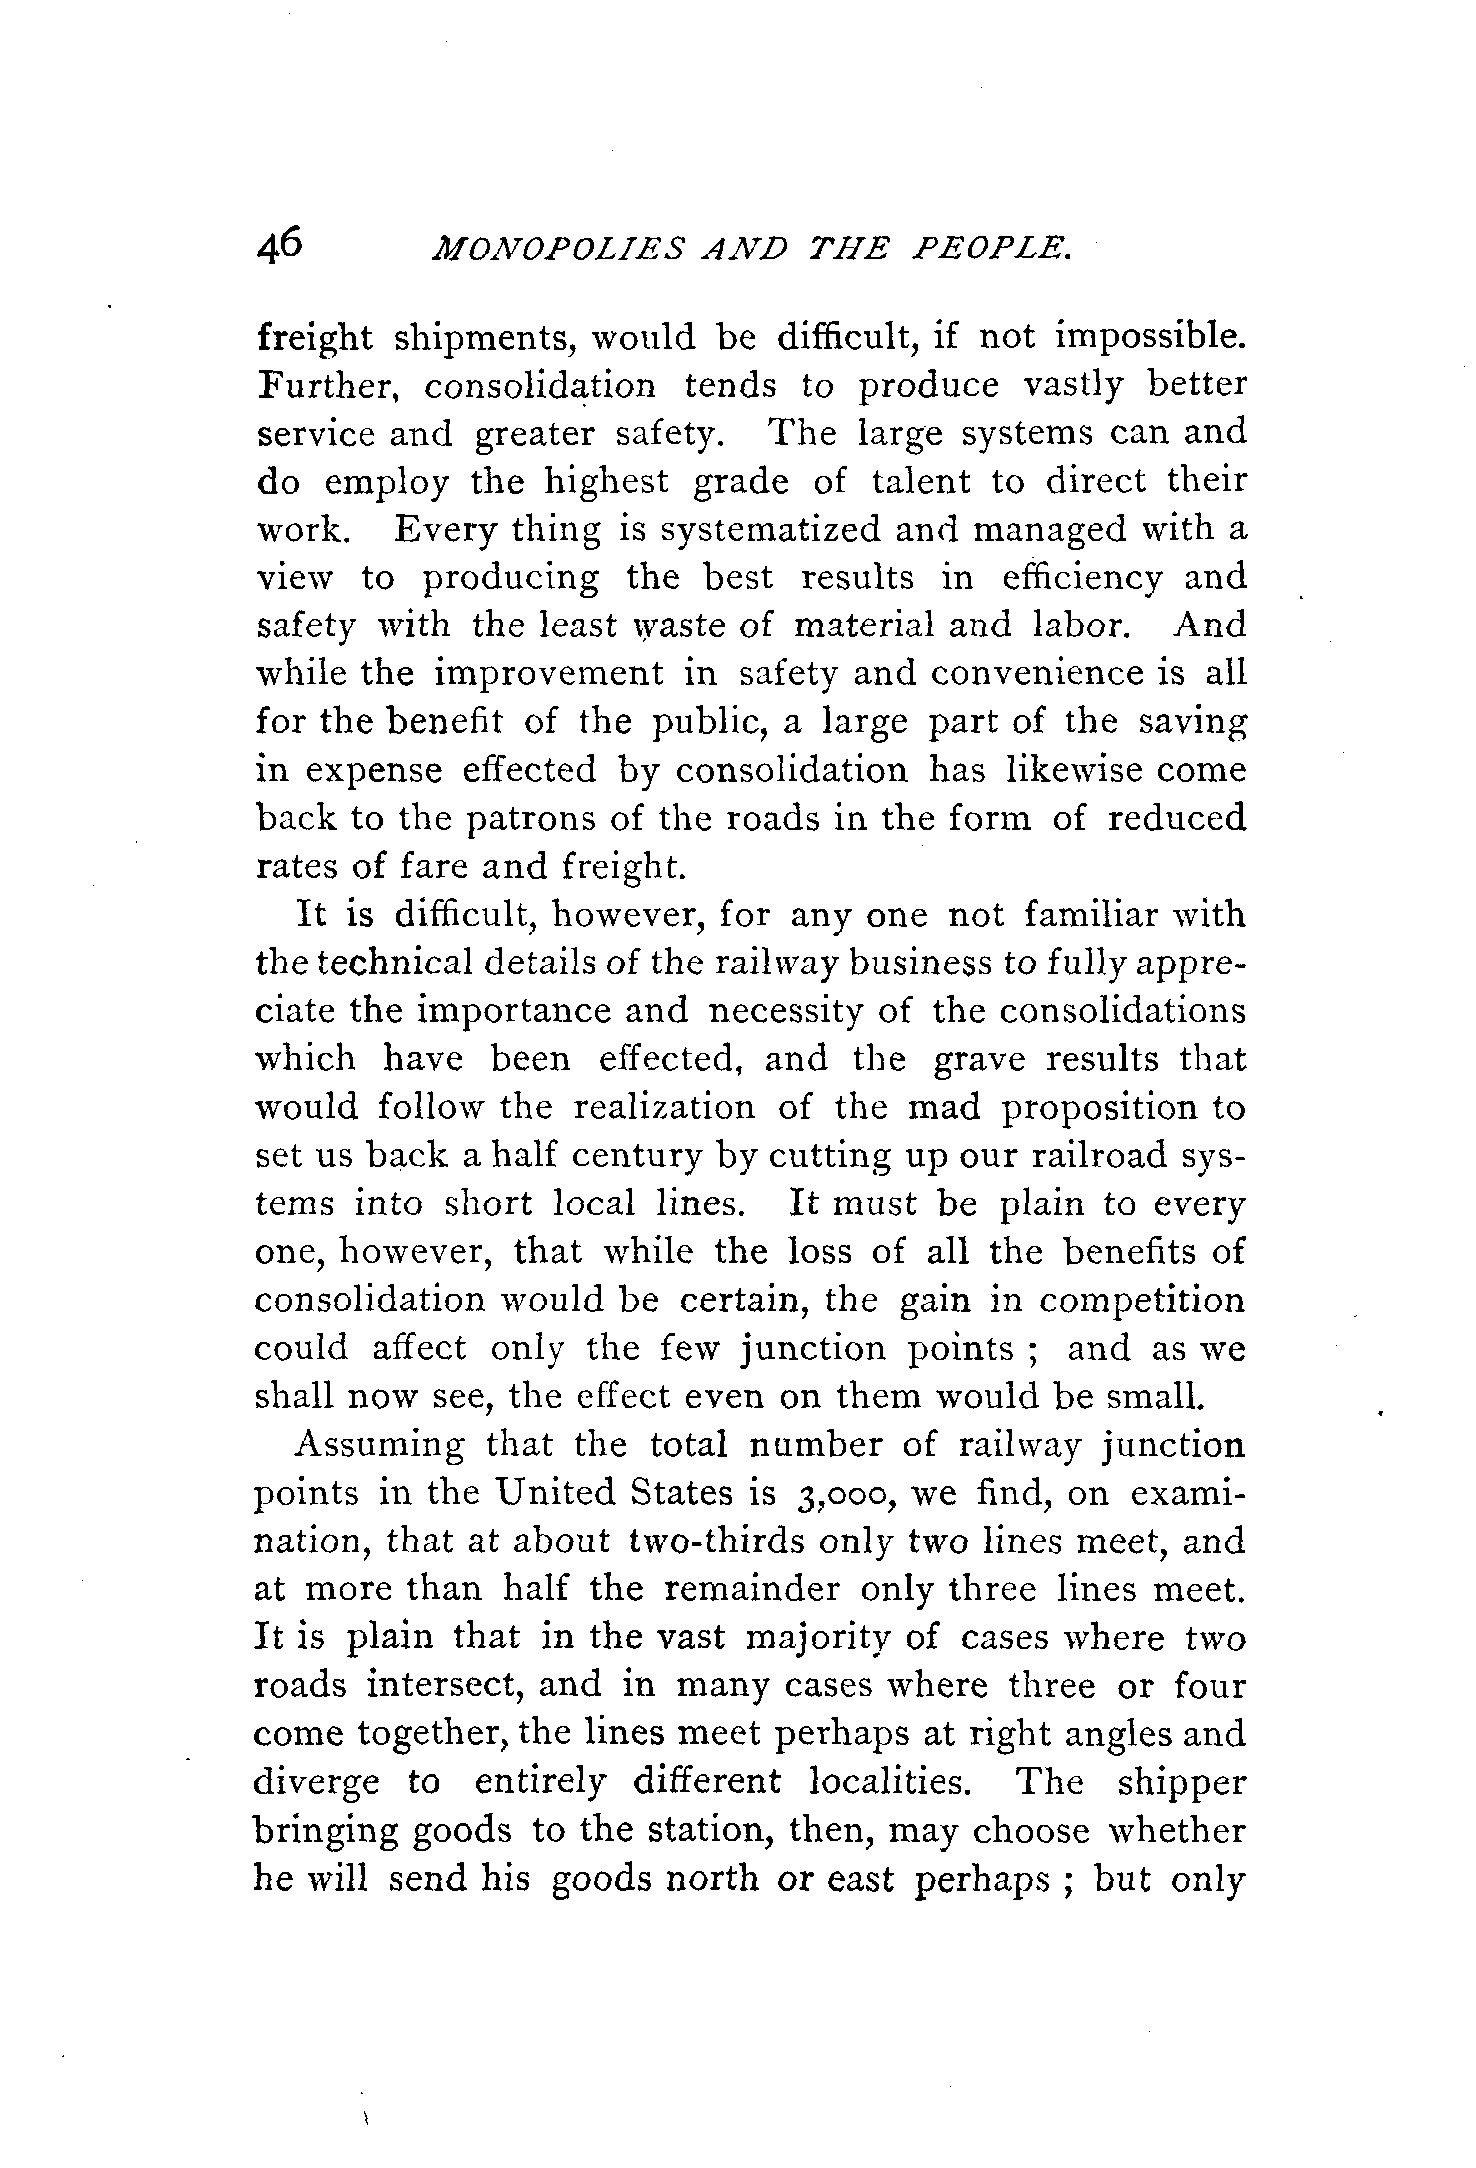 46 MONOPOLIES AND THE PEOPLE.
freight shipments, would be difficult, if not impossible.
Further, consolidation tends to produce vastly better
service and greater safety. The large systems can and
do employ the highest grade of talent to direct their
work. Every thing is systematized and managed with a
view to producing the best results in efficiency and
safety with the least waste of material and labor. And
while the improvement in safety and convenience is all
for the benefit of the public, a large part of the saving
in expense effected by consolidation has likewise come
back to the patrons of the roads in the form of reduced
rates of fare and freight.
It is difficult, however, for any one not familiar with
the technical details of the railway business to fully appre-
ciate the importance and necessity of the consolidations
which have been effected, and the grave results that
would follow the realization of the mad proposition to
set us back a half century by cutting up our railroad sys-
tems into short local lines. It must be plain to every
one, however, that while the loss of all the benefits of
consolidation would be certain, the gain in competition
could affect only the few junction points ; and as we
shall now see, the effect even on them would be small.
Assuming that the total number of railway junction
points in the United States is 3,000, we find, on exami-
nation, that at about two-thirds only two lines meet, and
at more than half the remainder only three lines meet.
It is plain that in the vast majority of cases where two
roads intersect, and in many cases where three or four
come together, the lines meet perhaps at right angles and
diverge to entirely different localities. The shipper
bringing goods to the station, then, may choose whether
he will send his goods north or east perhaps ; but only